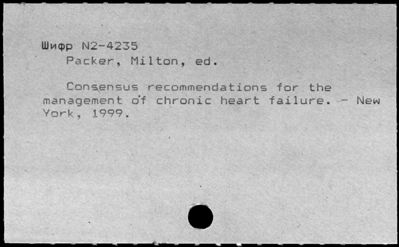 Шифр N2-4235
Packer, Milton, ed.
Consensus recommendations for the
management of chronic heart failure. - New
York, 1999.